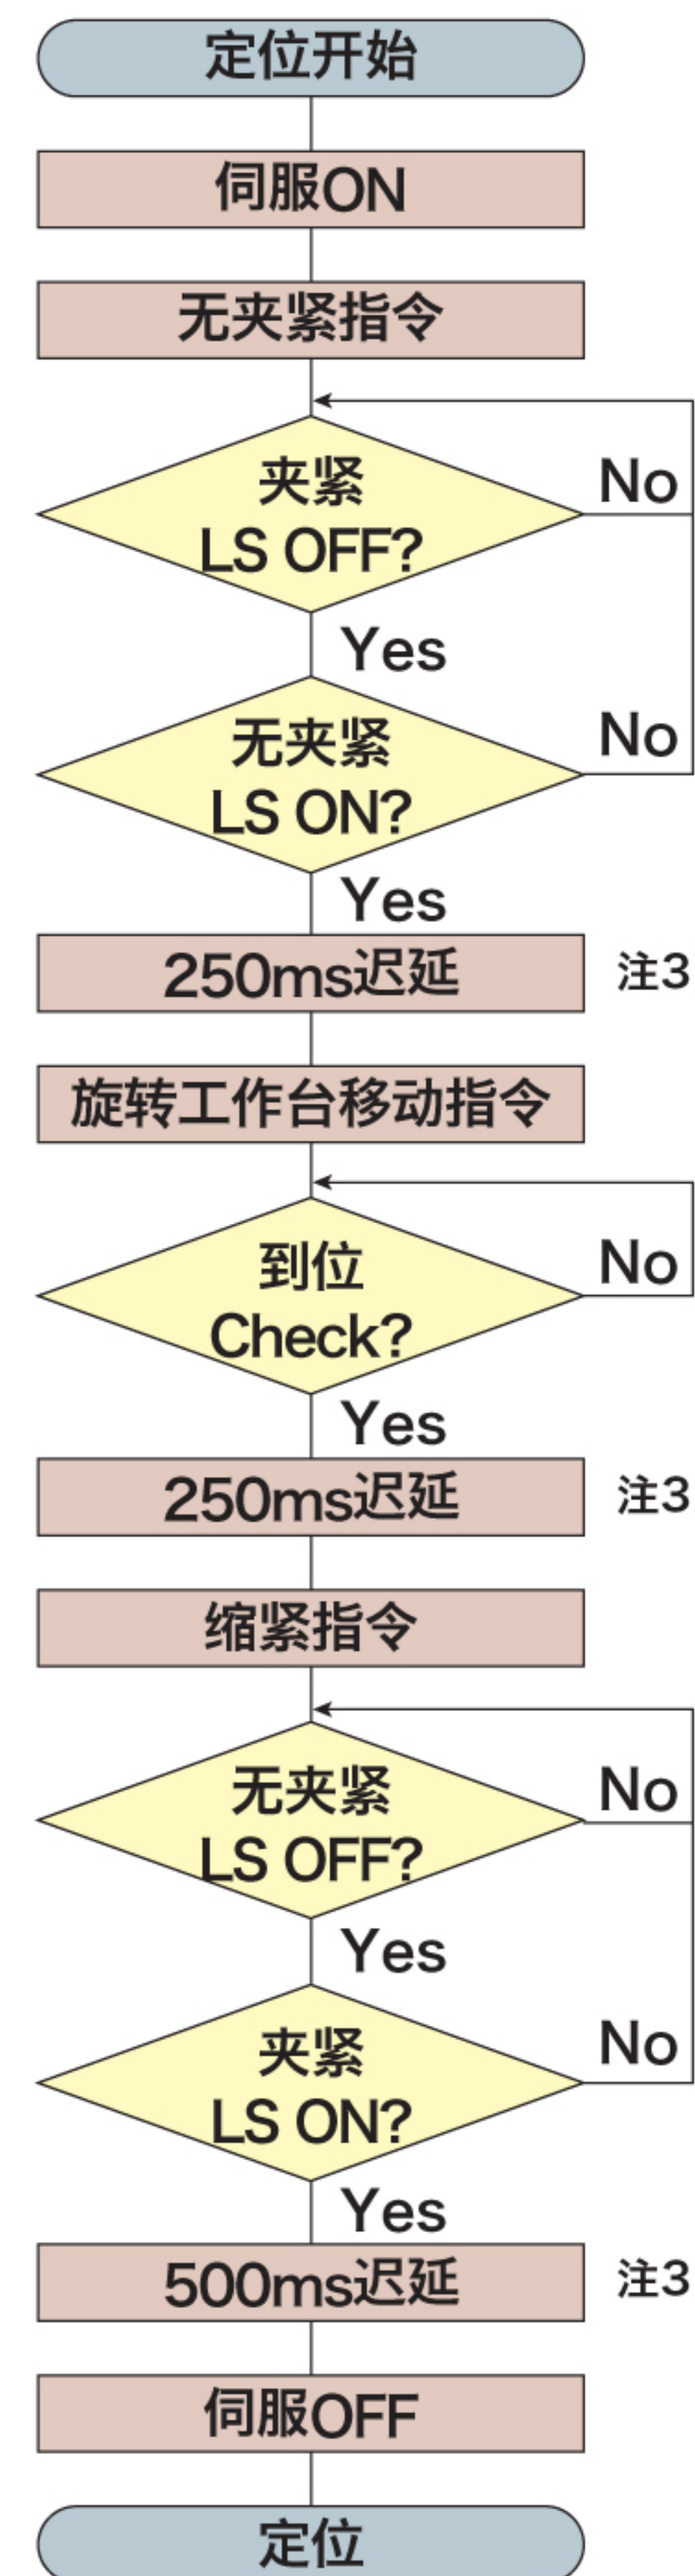 定位开始
伺服ON
无夹紧指令
夹紧
LS OFF?
No
Yes
无夹紧
LS ON?
No
Yes
250ms迟延
注3
旋转工作台移动指令
到位
Check?
No
Yes
250ms迟延
注3
缩紧指令
无夹紧
LS OFF?
No
Yes
夹紧
LS ON?
No
Yes
500ms迟延
注3
伺服OFF
定位